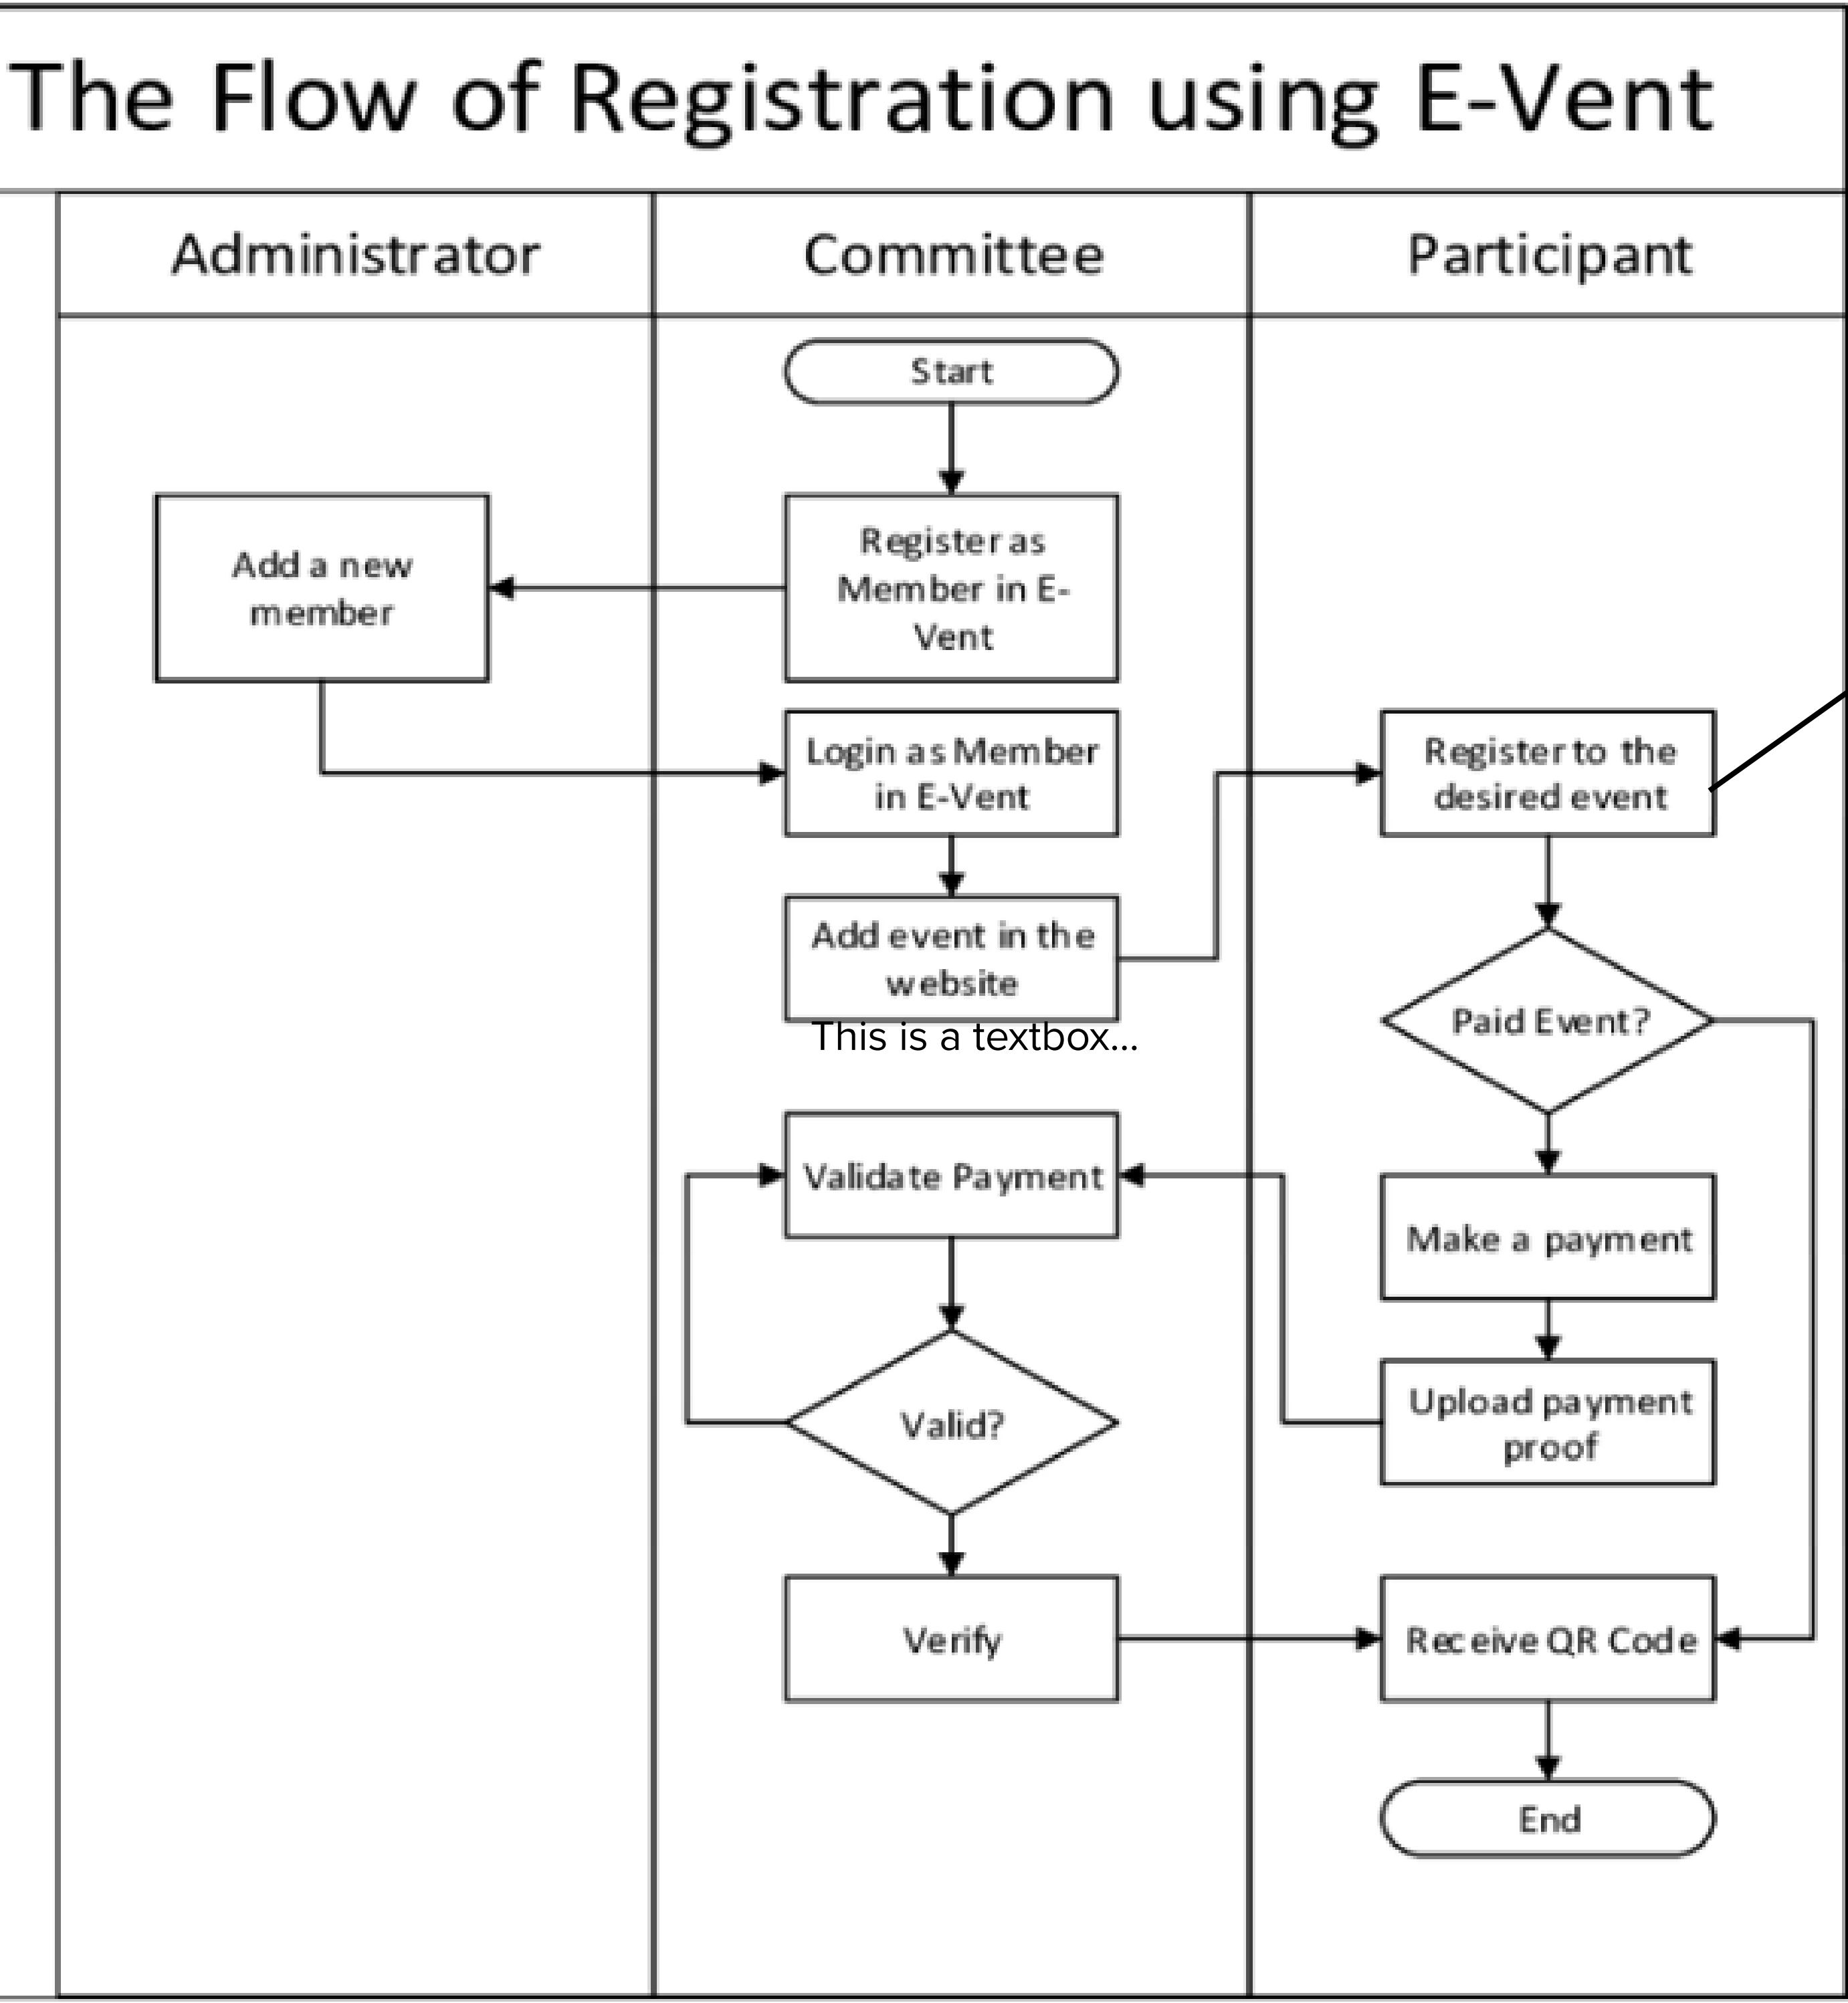 The Flow of Registration using E-Vent
Administrator
Committee
Participant
Start
Add a new
member
Register as
Member in E-
Vent
Login as Member
in E-Vent
Register to the
desired event
Add event in the
website
This is a textbox...
Paid Event?
Validate Payment
Make a payment
Upload payment
proof
Valid?
Verify
Receive QR Code
End